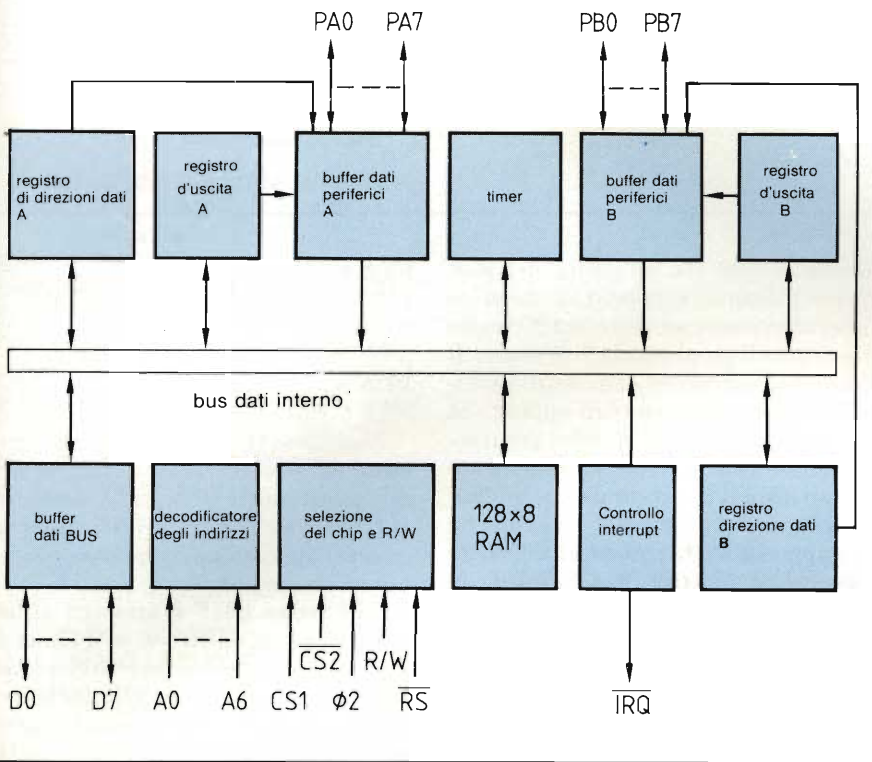 PA0 PA7 PB0 PB7
registro
di direzioni dati
A
registro
d'uscita
A
buffer dati
periferici
A
timer
buffer dati
periferici
B
registro
d'uscita
B
bus dati interno
buffer
dati BUS
decodificatore
degli indirizzi
selezione
del chip e R/W
128×8
RAM
Controllo
interrupt
registro
direzione dati
B
D0 D7 A0 A6 CS1 CS2 Φ2 R/W RS IRQ